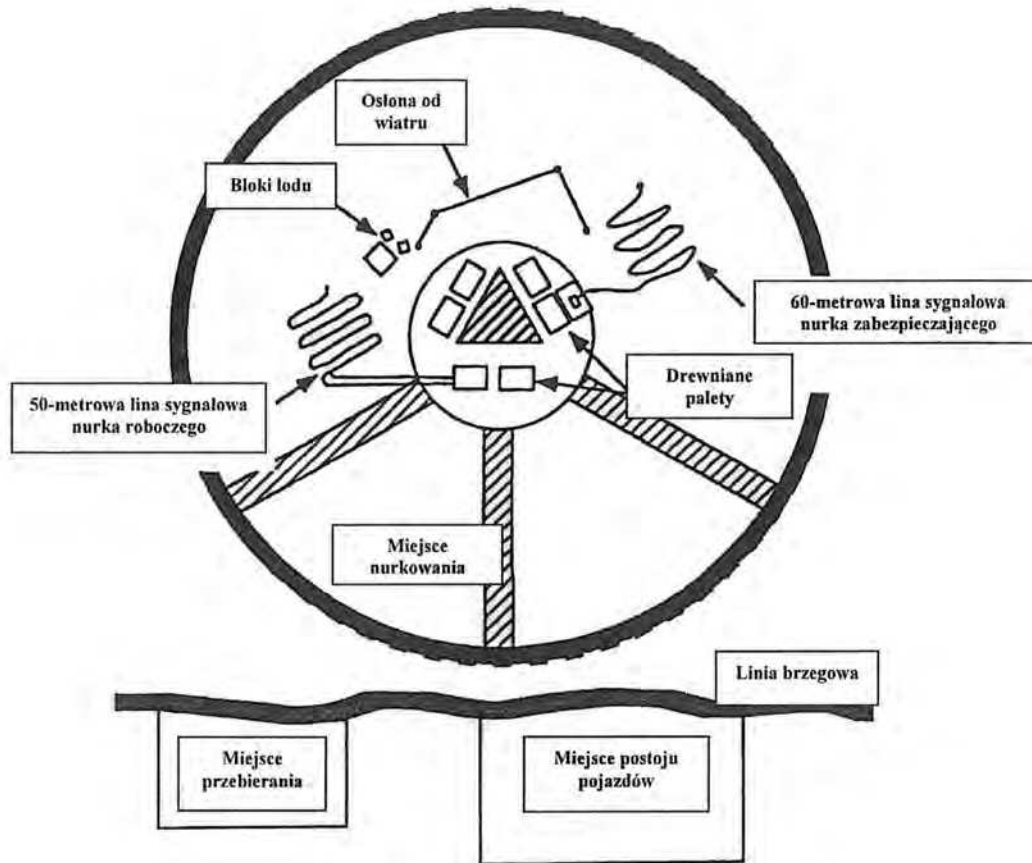 Osłona od
wiatru
Bloki lodu
60-metrowa lina sygnałowa
nurka zabezpieczającego
Drewniane
palety
50-metrowa lina sygnałowa
nurka roboczego
Miejsce
nurkowania
Linia brzegowa
Miejsce
przebierania
Miejsce postoju
pojazdów